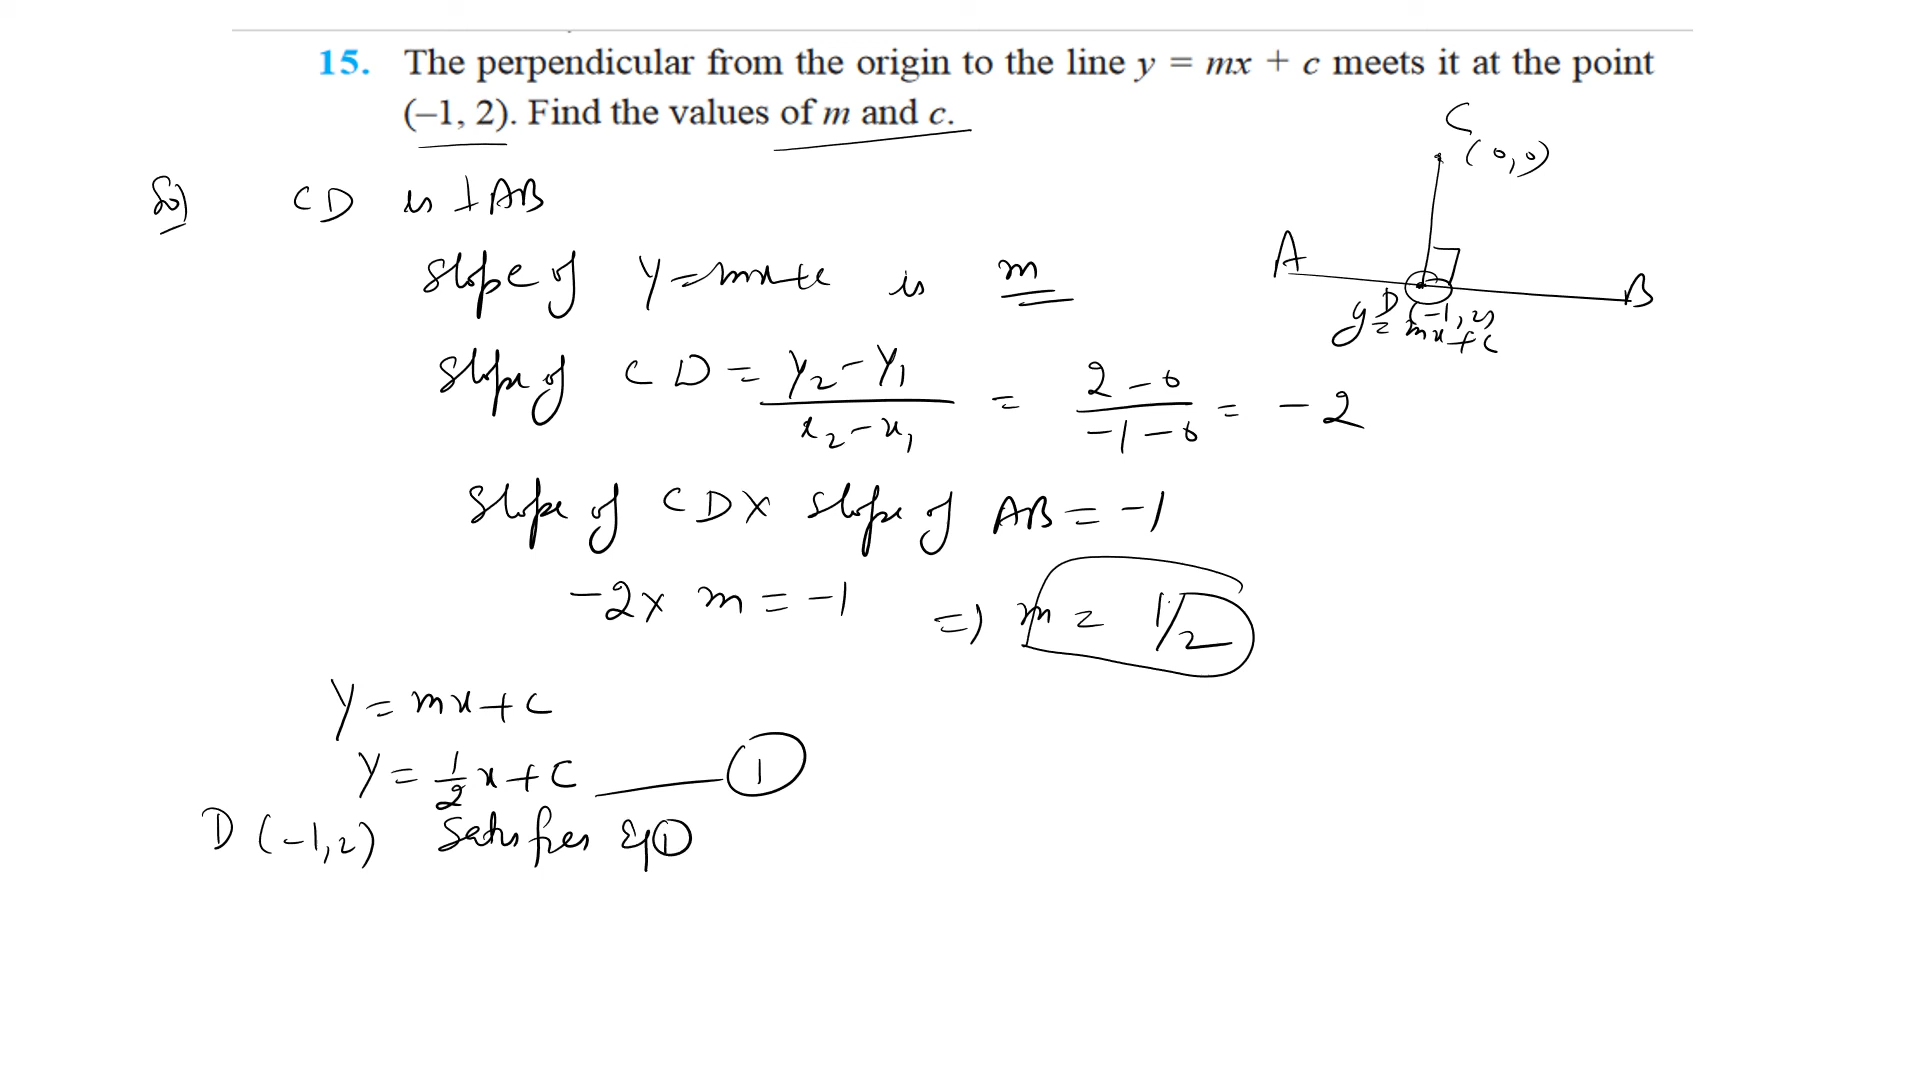 15. The perpendicular from the origin to the line y = mx + c meets it at the point
(–1, 2). Find the values of m and c.
C
(0,0)
Sol
CD is ⊥ AB
A
B
D (-1, 2)
y = mx + c
slope of y = mx + c is m
slope of CD = y₂ - y₁ / x₂ - x₁ = 2 - 0 / -1 - 0 = -2
slope of CD x slope of AB = -1
-2 x m = -1 => m = 1/2
y = mx + c
y = 1/2 x + c ——— ①
D (-1, 2) satisfies eq ①